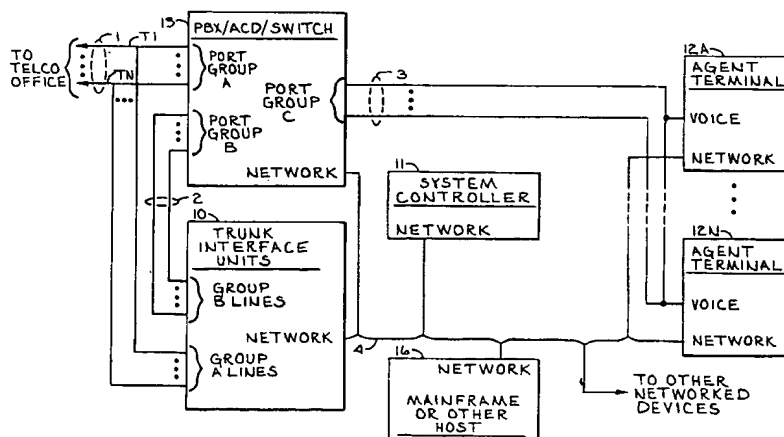 15
PBX/ACD/SWITCH
1
T1
TO
TELCO
OFFICE
TN
PORT
GROUP
A
PORT
GROUP
B
PORT
GROUP
C
NETWORK
3
12A
AGENT
TERMINAL
VOICE
NETWORK
11
SYSTEM
CONTROLLER
NETWORK
2
10
TRUNK
INTERFACE
UNITS
GROUP
B LINES
NETWORK
GROUP
A LINES
4
12N
AGENT
TERMINAL
VOICE
NETWORK
16
NETWORK
MAINFRAME
OR OTHER
HOST
TO OTHER
NETWORKED
DEVICES